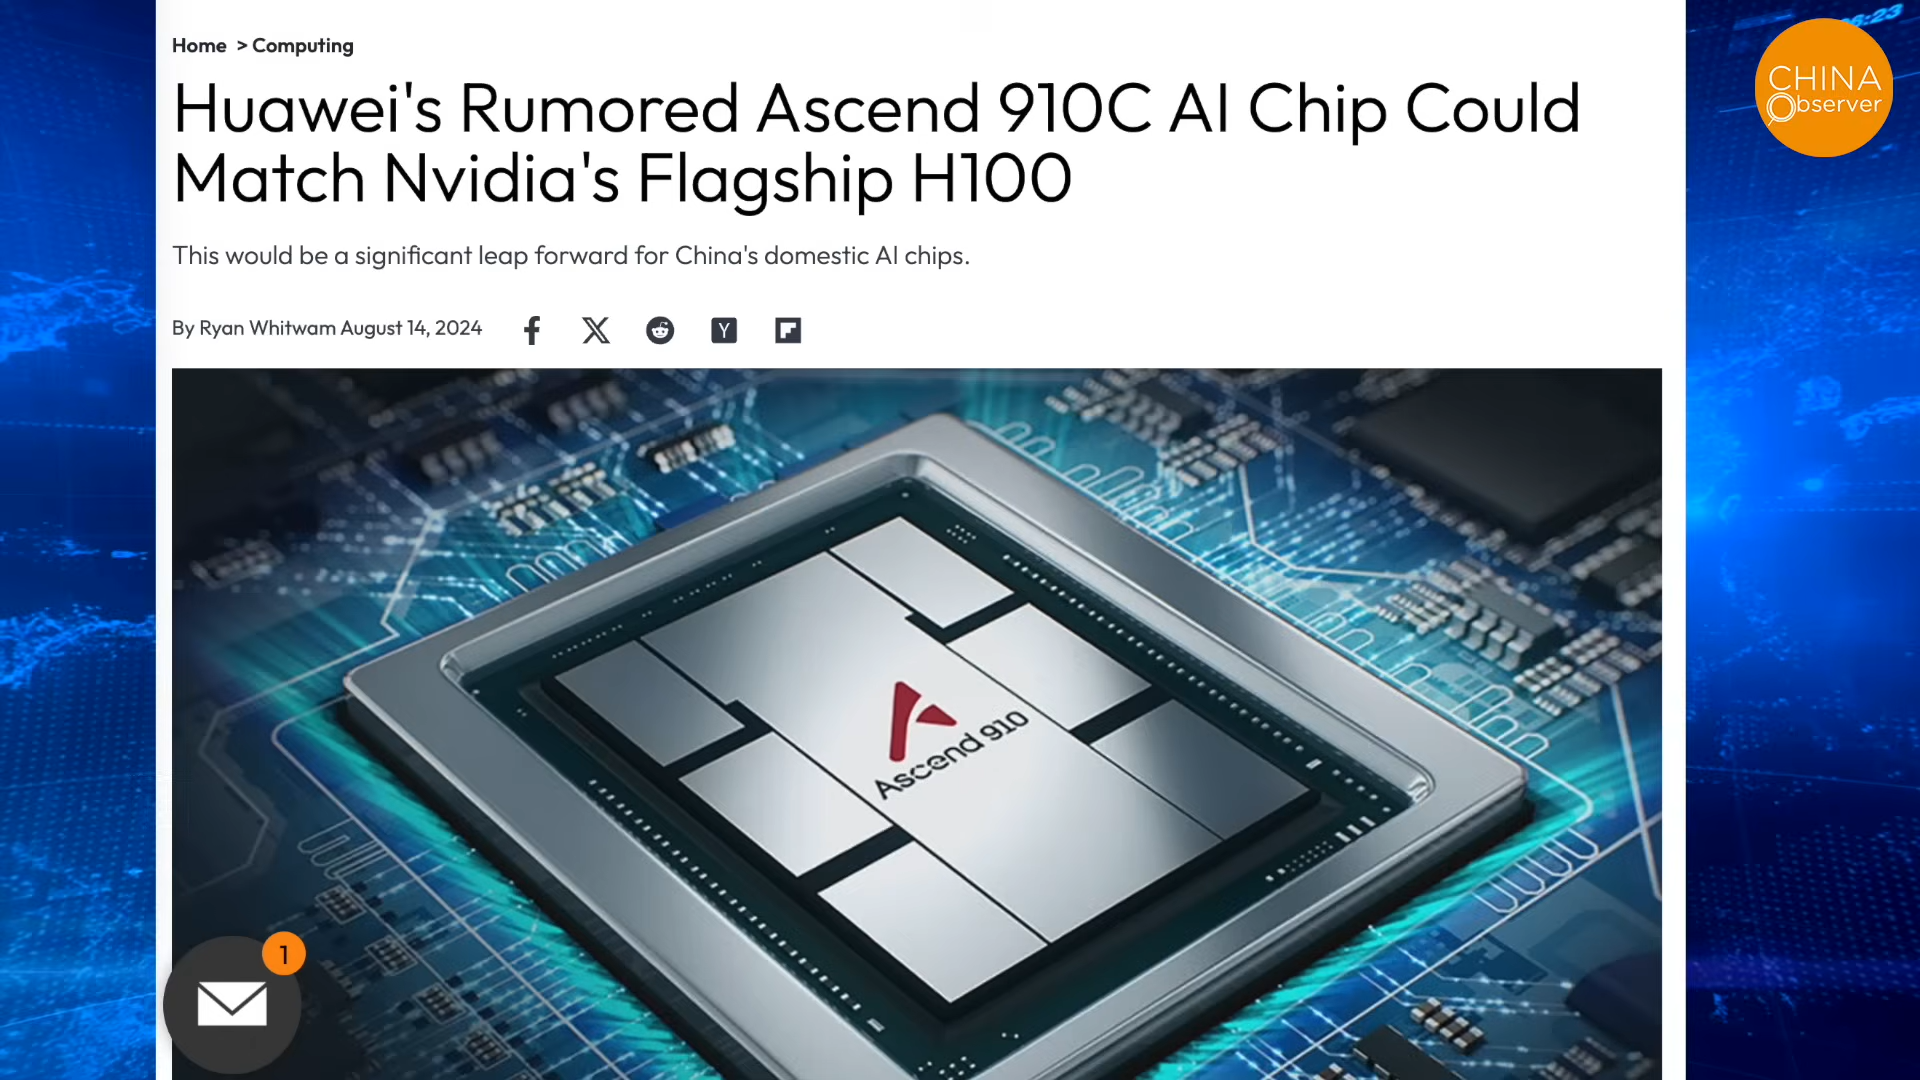 Home > Computing
Huawei's Rumored Ascend 910C AI Chip Could
Match Nvidia's Flagship H100
This would be a significant leap forward for China's domestic AI chips.
By Ryan Whitwam August 14, 2024
Y
Ascend 910
1
CHINA
Observer